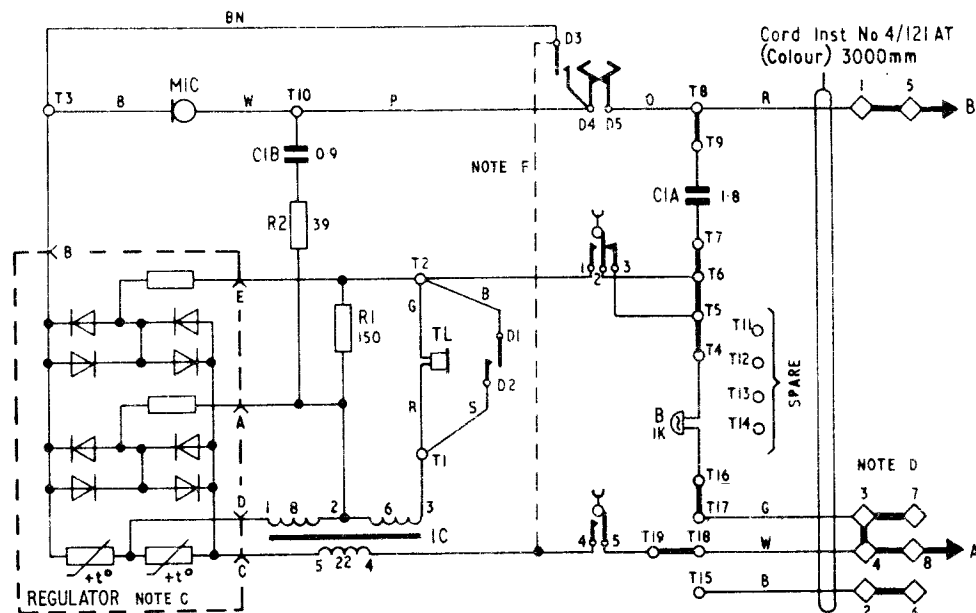 BN
D3
Cord Inst No 4/121 AT
(Colour) 3000mm
T3
B
MIC
W
T10
P
D4
D5
O
T8
R
1
5
B
C1B
0·9
T9
NOTE F
C1A
1·8
R2
39
T7
B
T2
1
2
3
T6
E
G
B
T5
R1
150
TL
D1
T11
T4
T12
D2
SPARE
T13
R
S
B
1K
T14
A
T1
T16
NOTE D
D
1
8
2
6
3
T17
G
3
7
IC
4
5
T19
T18
W
4
8
A
+t°
+t°
C
5
22
4
T15
B
2
6
REGULATOR NOTE C